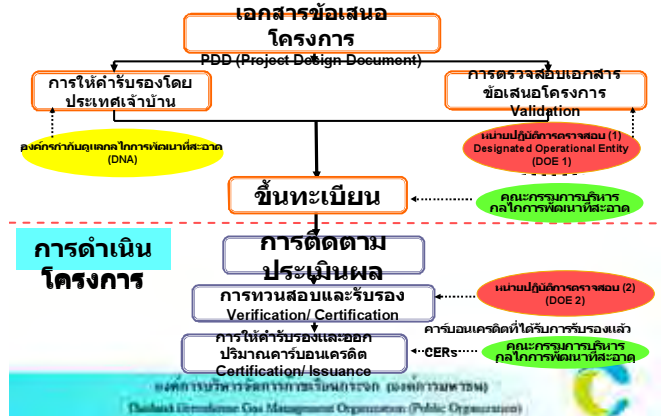 เอกสารข้อเสนอ
โครงการ
PDD (Project Design Document)
การให้คำรับรองโดย
ประเทศเจ้าบ้าน
การตรวจสอบเอกสาร
ข้อเสนอโครงการ
Validation
องค์กรกำกับดูแลกลไกการพัฒนาที่สะอาด
(DNA)
หน่วยปฏิบัติการตรวจสอบ (1)
Designated Operational Entity
(DOE 1)
ขึ้นทะเบียน
คณะกรรมการบริหาร
กลไกการพัฒนาที่สะอาด
การดำเนิน
โครงการ
การติดตาม
ประเมินผล
การทวนสอบและรับรอง
Verification/ Certification
หน่วยปฏิบัติการตรวจสอบ (2)
(DOE 2)
คาร์บอนเครดิตที่ได้รับการรับรองแล้ว
CERs
การให้คำรับรองและออก
ปริมาณคาร์บอนเครดิต
Certification/ Issuance
คณะกรรมการบริหาร
กลไกการพัฒนาที่สะอาด
องค์การบริหารจัดการก๊าซเรือนกระจก (องค์การมหาชน)
Thailand Greenhouse Gas Management Organization (Public Organization)